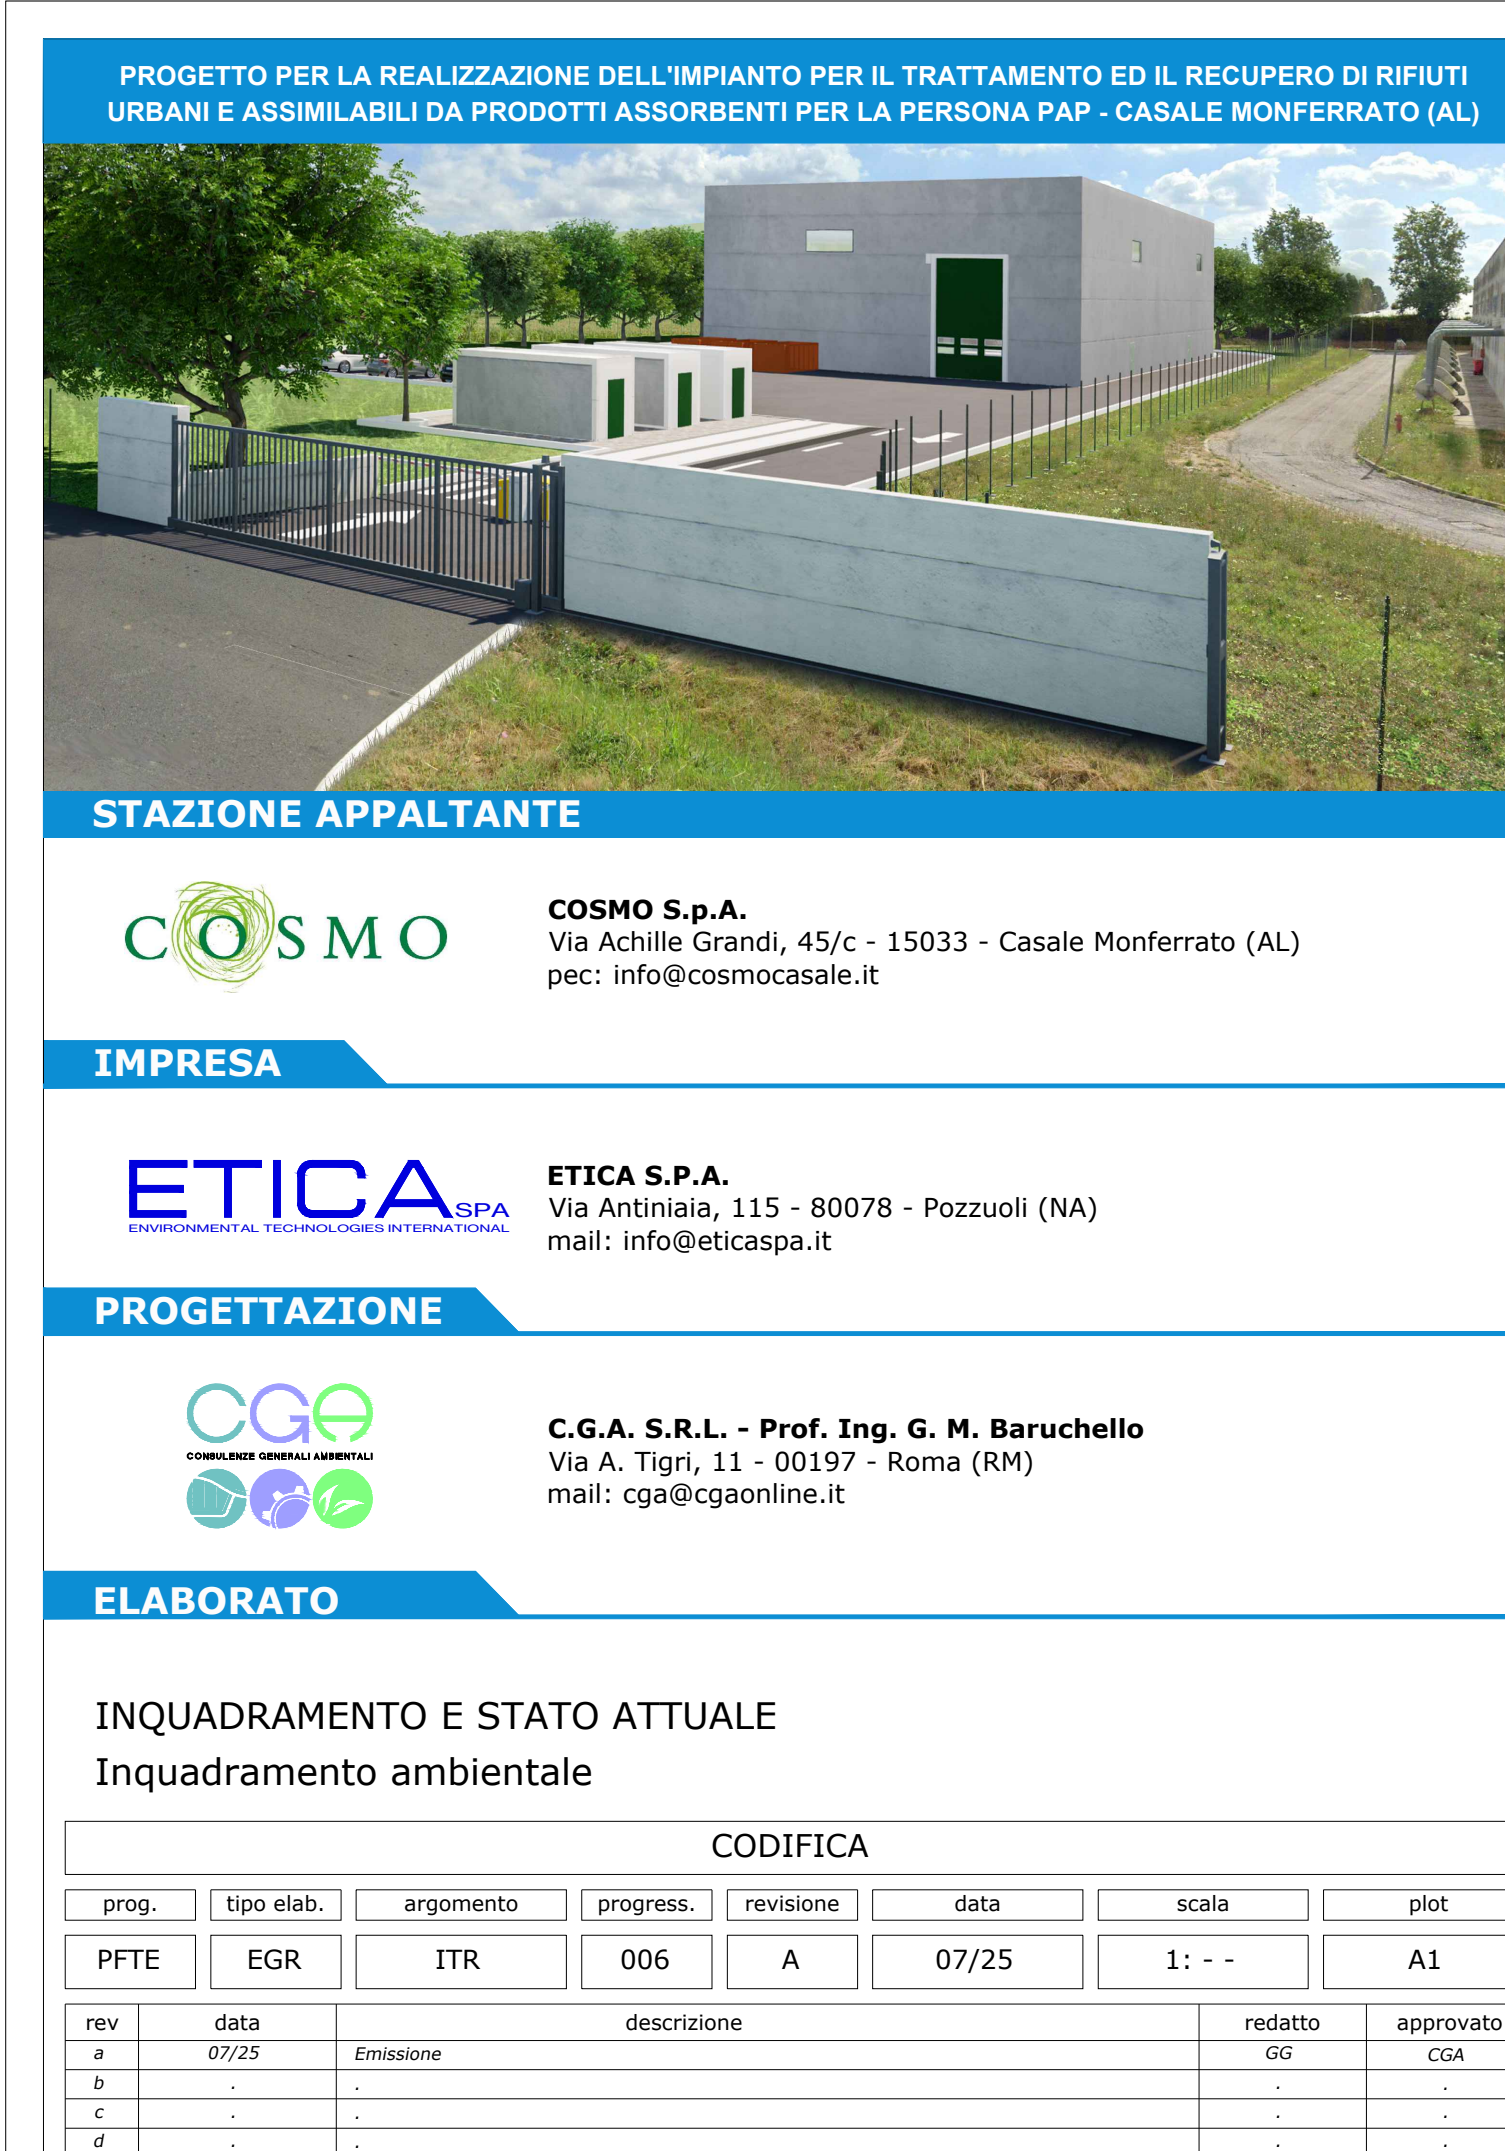 PROGETTO PER LA REALIZZAZIONE DELL'IMPIANTO PER IL TRATTAMENTO ED IL RECUPERO DI RIFIUTI
URBANI E ASSIMILABILI DA PRODOTTI ASSORBENTI PER LA PERSONA PAP - CASALE MONFERRATO (AL)
STAZIONE APPALTANTE
COSMO
COSMO S.p.A.
Via Achille Grandi, 45/c - 15033 - Casale Monferrato (AL)
pec: info@cosmocasale.it
IMPRESA
ETICA SPA
ENVIRONMENTAL TECHNOLOGIES INTERNATIONAL
ETICA S.P.A.
Via Antiniaia, 115 - 80078 - Pozzuoli (NA)
mail: info@eticaspa.it
PROGETTAZIONE
CGA
CONSULENZE GENERALI AMBIENTALI
C.G.A. S.R.L. - Prof. Ing. G. M. Baruchello
Via A. Tigri, 11 - 00197 - Roma (RM)
mail: cga@cgaonline.it
ELABORATO
INQUADRAMENTO E STATO ATTUALE
Inquadramento ambientale
CODIFICA
prog. tipo elab. argomento progress. revisione data scala plot
PFTE EGR ITR 006 A 07/25 1: - - A1
rev data descrizione redatto approvato
a 07/25 Emissione GG CGA
b . . . .
c . . . .
d . . . .